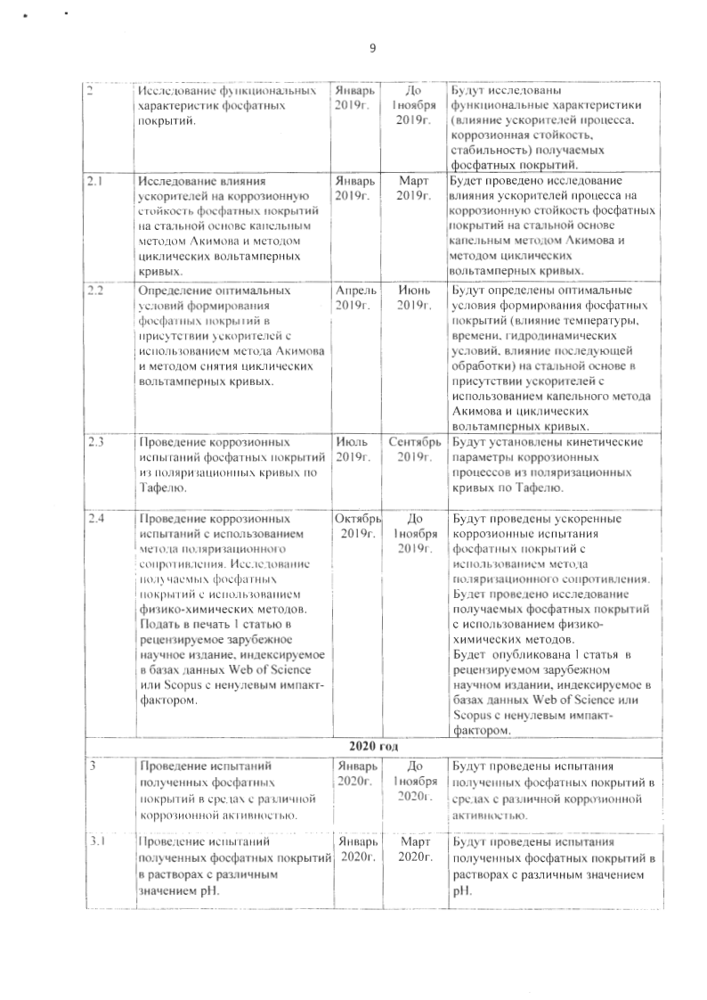 9
2
Исследование функциональных
характеристик фосфатных
покрытий.
Январь
2019г.
До
1ноября
2019г.
Будут исследованы
функциональные характеристики
(влияние ускорителей процесса,
коррозионная стойкость,
стабильность) получаемых
фосфатных покрытий.
2.1
Исследование влияния
ускорителей на коррозионную
стойкость фосфатных покрытий
на стальной основе капельным
методом Акимова и методом
циклических вольтамперных
кривых.
Январь
2019г.
Март
2019г.
Будет проведено исследование
влияния ускорителей процесса на
коррозионную стойкость фосфатных
покрытий на стальной основе
капельным методом Акимова и
методом циклических
вольтамперных кривых.
2.2
Определение оптимальных
условий формирования
фосфатных покрытий в
присутствии ускорителей с
использованием метода Акимова
и методом снятия циклических
вольтамперных кривых.
Апрель
2019г.
Июнь
2019г.
Будут определены оптимальные
условия формирования фосфатных
покрытий (влияние температуры,
времени, гидродинамических
условий, влияние последующей
обработки) на стальной основе в
присутствии ускорителей с
использованием капельного метода
Акимова и циклических
вольтамперных кривых.
2.3
Проведение коррозионных
испытаний фосфатных покрытий
из поляризационных кривых по
Тафелю.
Июль
2019г.
Сентябрь
2019г.
Будут установлены кинетические
параметры коррозионных
процессов из поляризационных
кривых по Тафелю.
2.4
Проведение коррозионных
испытаний с использованием
метода поляризационного
сопротивления. Исследование
получаемых фосфатных
покрытий с использованием
физико-химических методов.
Подать в печать 1 статью в
рецензируемое зарубежное
научное издание, индексируемое
в базах данных Web of Science
или Scopus с ненулевым импакт-
фактором.
Октябрь
2019г.
До
1ноября
2019г.
Будут проведены ускоренные
коррозионные испытания
фосфатных покрытий с
использованием метода
поляризационного сопротивления.
Будет проведено исследование
получаемых фосфатных покрытий
с использованием физико-
химических методов.
Будет опубликована 1 статья в
рецензируемом зарубежном
научном издании, индексируемое в
базах данных Web of Science или
Scopus с ненулевым импакт-
фактором.
2020 год
3
Проведение испытаний
полученных фосфатных
покрытий в средах с различной
коррозионной активностью.
Январь
2020г.
До
1ноября
2020г.
Будут проведены испытания
полученных фосфатных покрытий в
средах с различной коррозионной
активностью.
3.1
Проведение испытаний
полученных фосфатных покрытий
в растворах с различным
значением pH.
Январь
2020г.
Март
2020г.
Будут проведены испытания
полученных фосфатных покрытий в
растворах с различным значением
pH.